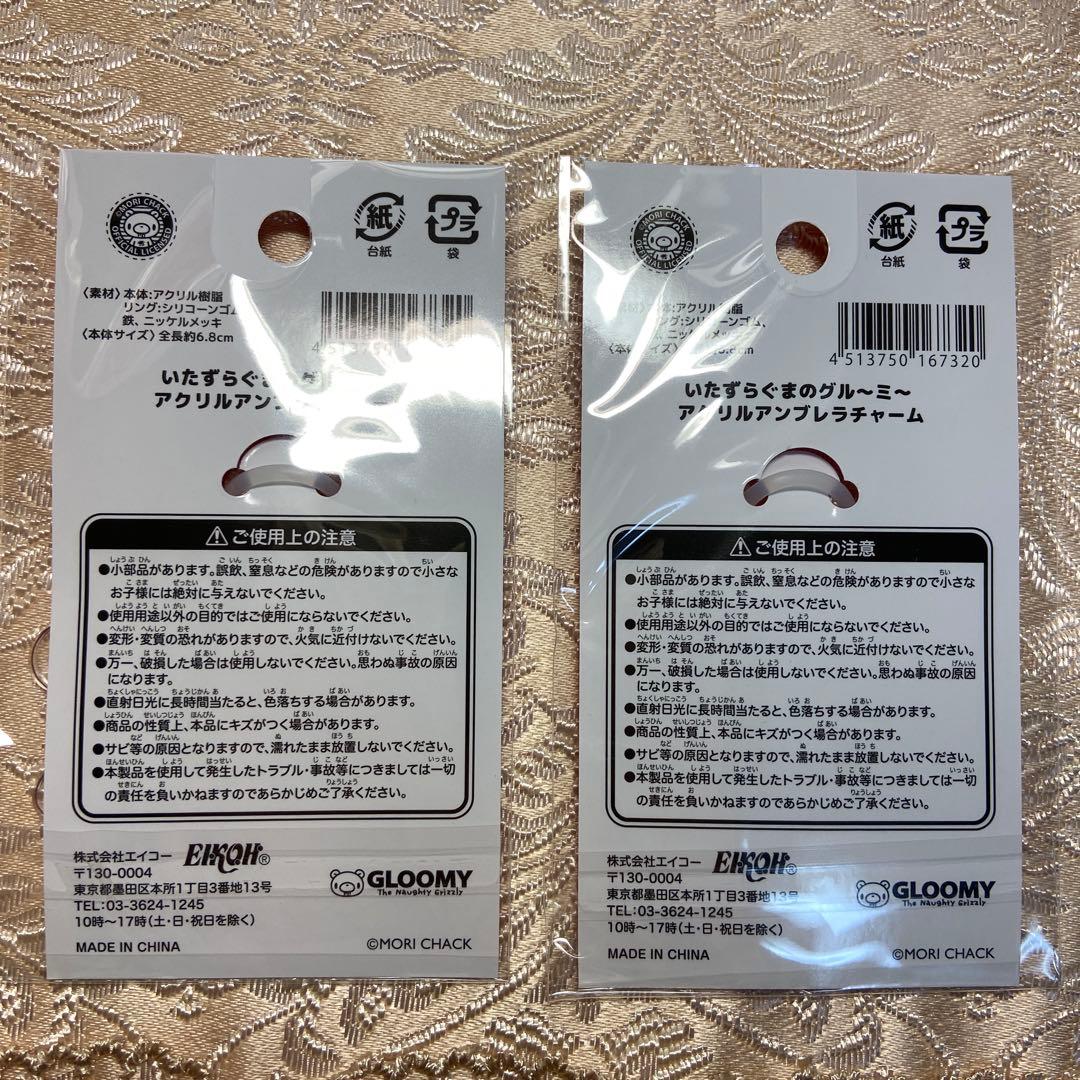 ©MORI CHACK
OFFICIAL LICENSED
紙
台紙
プラ
袋
〈素材〉本体:アクリル樹脂
リング:シリコーンゴム
鉄、ニッケルメッキ
〈本体サイズ〉全長約6.8cm
いたずらぐま
アクリルアン
⚠ご使用上の注意
●小部品があります。誤飲、窒息などの危険がありますので小さな
お子様には絶対に与えないでください。
●使用用途以外の目的ではご使用にならないでください。
●変形・変質の恐れがありますので、火気に近付けないでください。
●万一、破損した場合は使用しないでください。思わぬ事故の原因
になります。
●直射日光に長時間当たると、色落ちする場合があります。
●商品の性質上、本品にキズがつく場合があります。
●サビ等の原因となりますので、濡れたまま放置しないでください。
●本製品を使用して発生したトラブル・事故等につきましては一切
の責任を負いかねますのであらかじめご了承ください。
株式会社エイコー EIKOH®
〒130-0004
東京都墨田区本所1丁目3番地13号
TEL:03-3624-1245
10時〜17時(土・日・祝日を除く)
GLOOMY
The Naughty Grizzly
MADE IN CHINA
©MORI CHACK
©MORI CHACK
OFFICIAL LICENSED
紙
台紙
プラ
袋
本体:アクリル樹脂
リング:シリコーンゴム、
ニッケルメッキ
〈本体サイズ〉
4 513750 167320
いたずらぐまのグル〜ミ〜
アクリルアンブレラチャーム
⚠ご使用上の注意
●小部品があります。誤飲、窒息などの危険がありますので小さな
お子様には絶対に与えないでください。
●使用用途以外の目的ではご使用にならないでください。
●変形・変質の恐れがありますので、火気に近付けないでください。
●万一、破損した場合は使用しないでください。思わぬ事故の原因
になります。
●直射日光に長時間当たると、色落ちする場合があります。
●商品の性質上、本品にキズがつく場合があります。
●サビ等の原因となりますので、濡れたまま放置しないでください。
●本製品を使用して発生したトラブル・事故等につきましては一切
の責任を負いかねますのであらかじめご了承ください。
株式会社エイコー EIKOH®
〒130-0004
東京都墨田区本所1丁目3番地13号
TEL:03-3624-1245
10時〜17時(土・日・祝日を除く)
GLOOMY
The Naughty Grizzly
MADE IN CHINA
©MORI CHACK